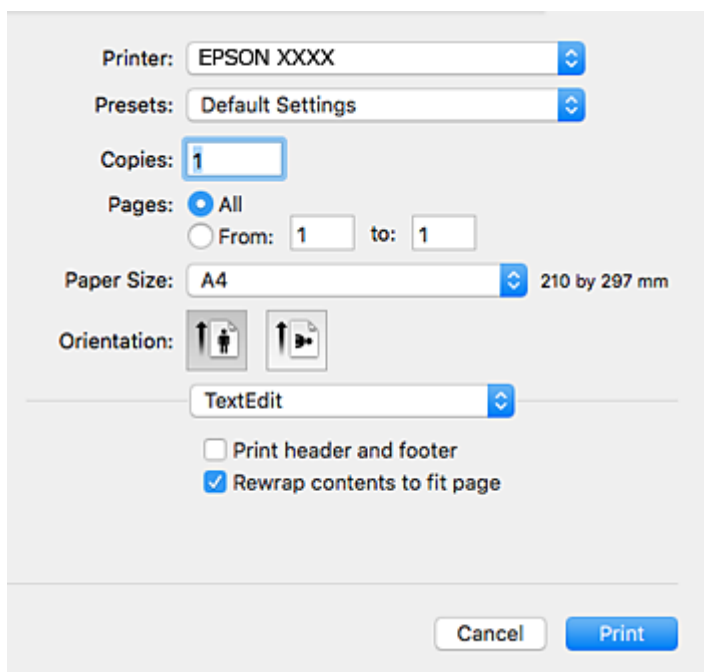 Printer: EPSON XXXX
Presets: Default Settings
Copies: 1
Pages: All
From: 1 to: 1
Paper Size: A4 210 by 297 mm
Orientation:
TextEdit
Print header and footer
Rewrap contents to fit page
Cancel Print